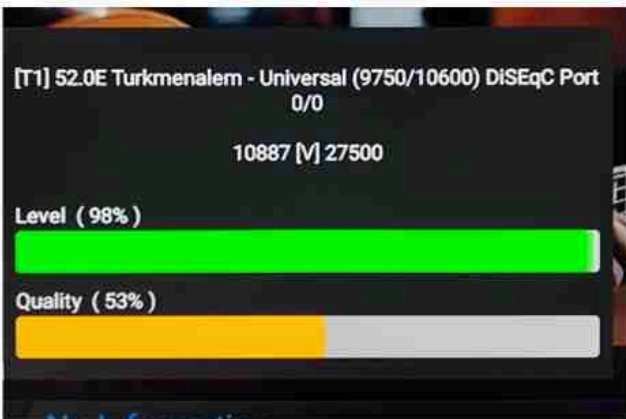 [T1] 52.0E Turkmenalem - Universal (9750/10600) DiSEqC Port
0/0
10887 [V] 27500
Level ( 98% )
Quality ( 53% )